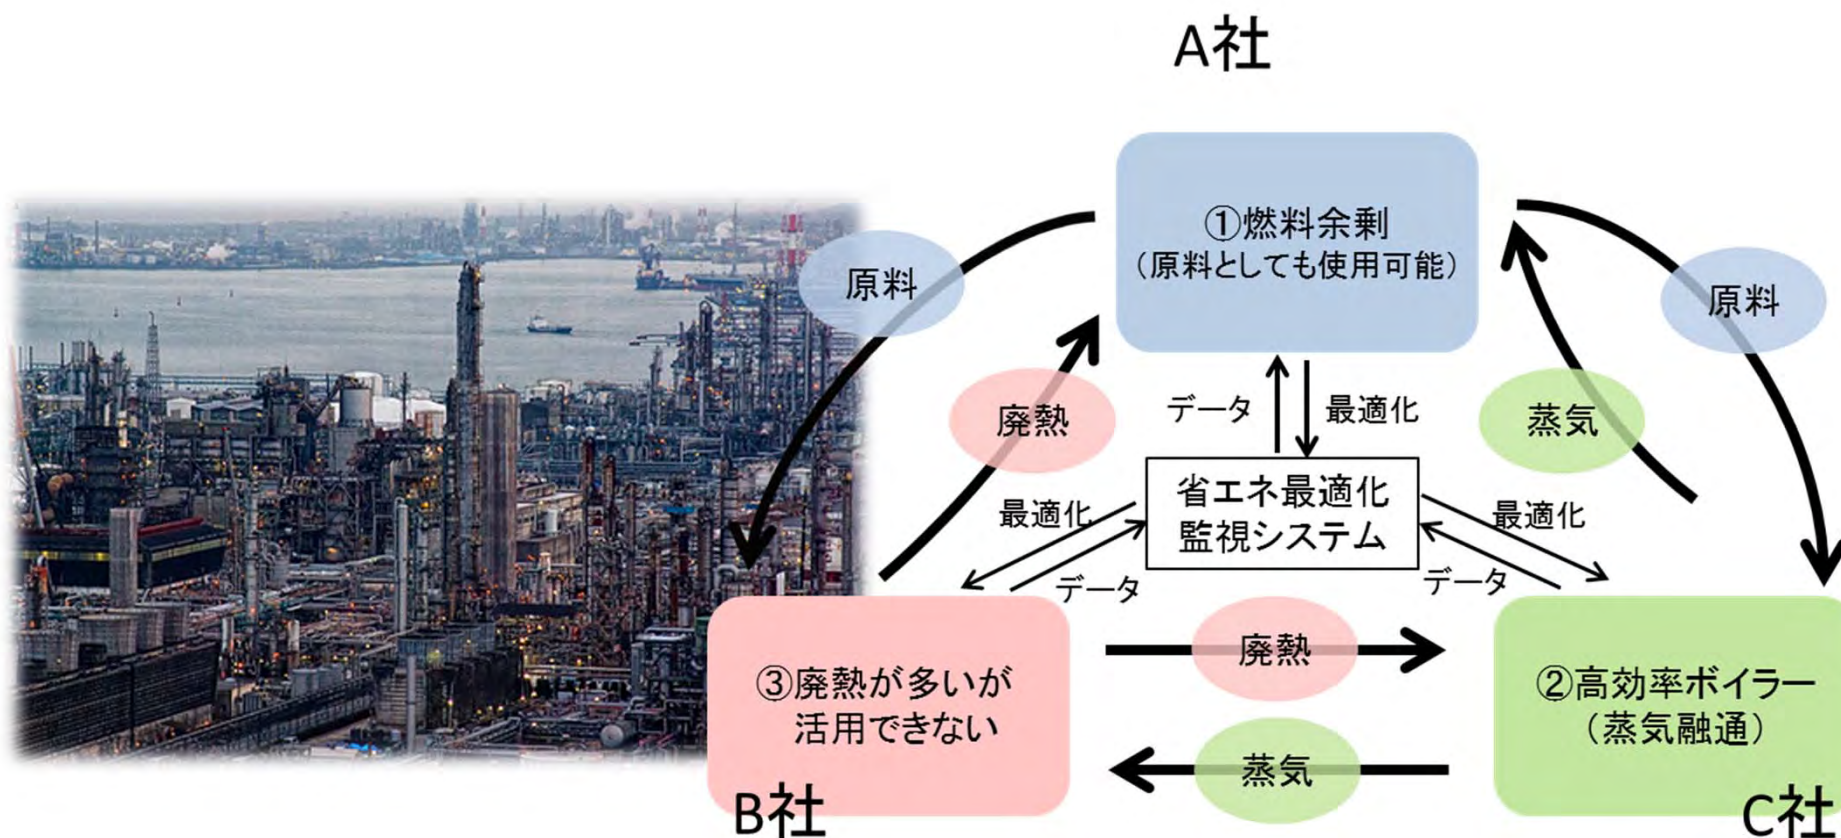 A社
①燃料余剰
（原料としても使用可能）
原料
原料
廃熱
蒸気
データ
最適化
省エネ最適化
監視システム
最適化
データ
最適化
データ
③廃熱が多いが
活用できない
B社
廃熱
蒸気
②高効率ボイラー
（蒸気融通）
C社